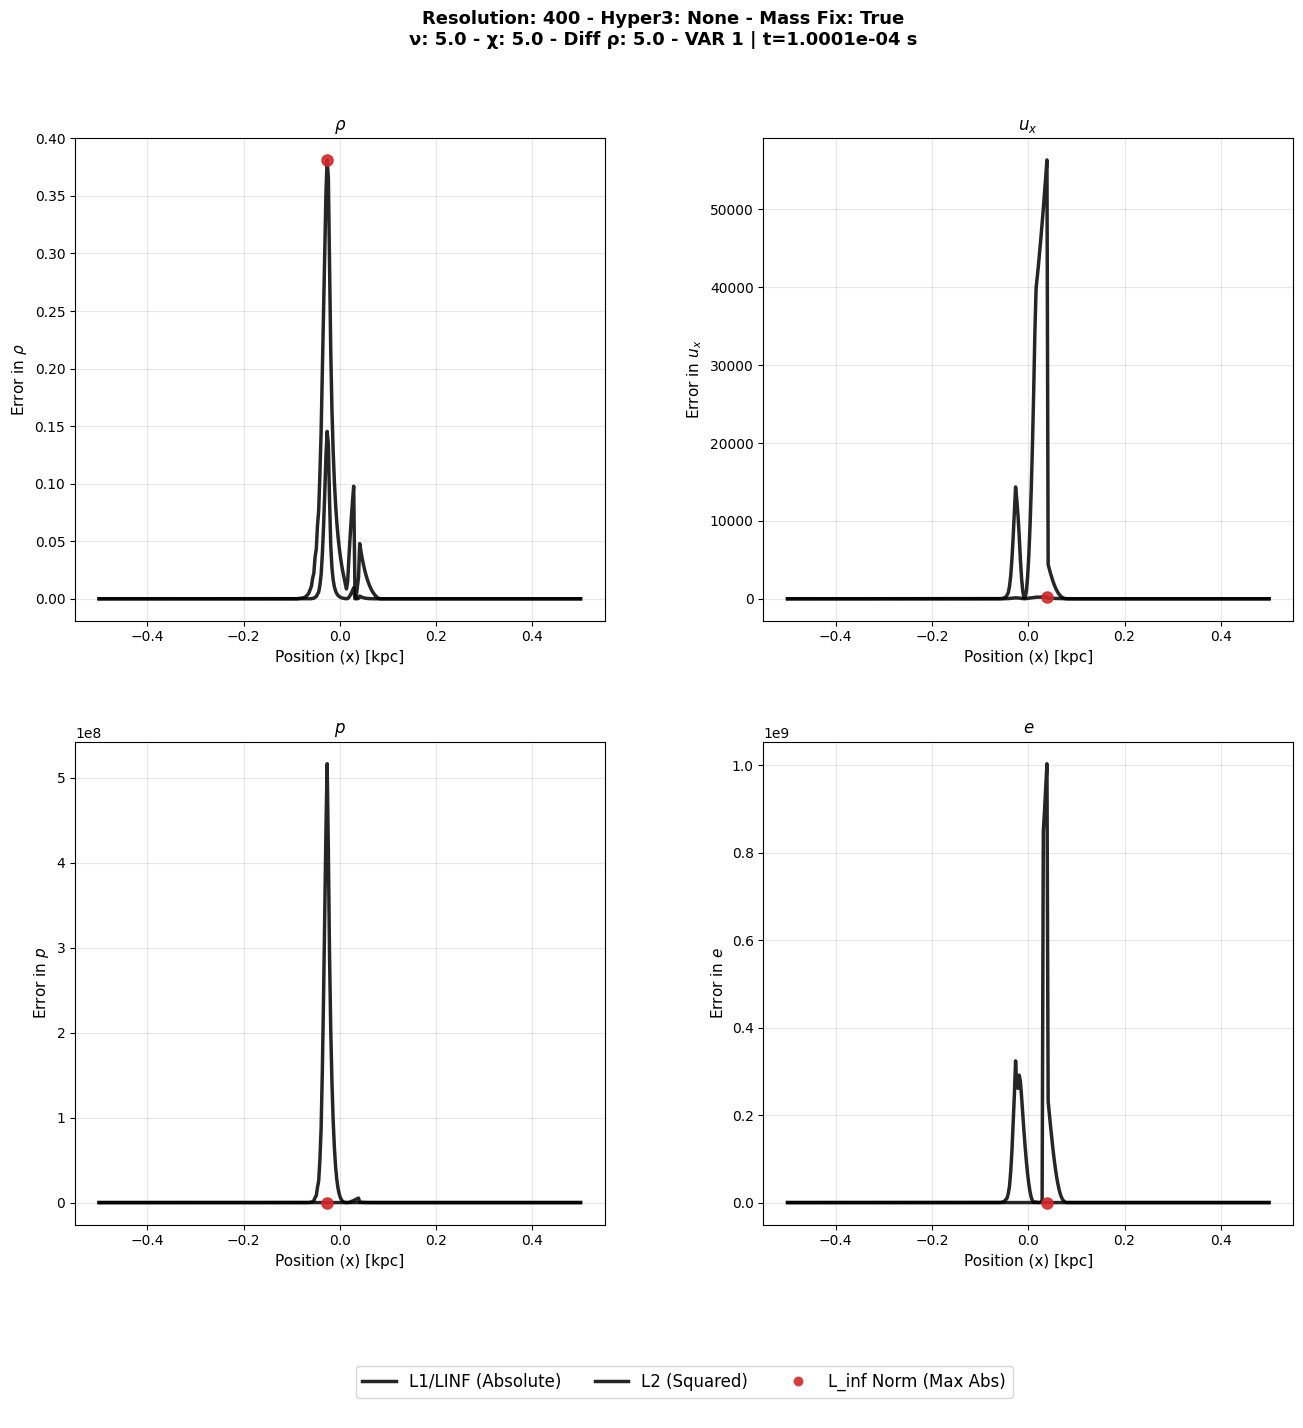 Resolution: 400 - Hyper3: None - Mass Fix: True
ν: 5.0 - χ: 5.0 - Diff ρ: 5.0 - VAR 1 | t=1.0001e-04 s
ρ
Error in ρ
0.40
0.35
0.30
0.25
0.20
0.15
0.10
0.05
0.00
−0.4 −0.2 0.0 0.2 0.4
Position (x) [kpc]
u_x
Error in u_x
50000
40000
30000
20000
10000
0
−0.4 −0.2 0.0 0.2 0.4
Position (x) [kpc]
p
1e8
Error in p
5
4
3
2
1
0
−0.4 −0.2 0.0 0.2 0.4
Position (x) [kpc]
e
1e9
Error in e
1.0
0.8
0.6
0.4
0.2
0.0
−0.4 −0.2 0.0 0.2 0.4
Position (x) [kpc]
L1/LINF (Absolute) L2 (Squared) L_inf Norm (Max Abs)